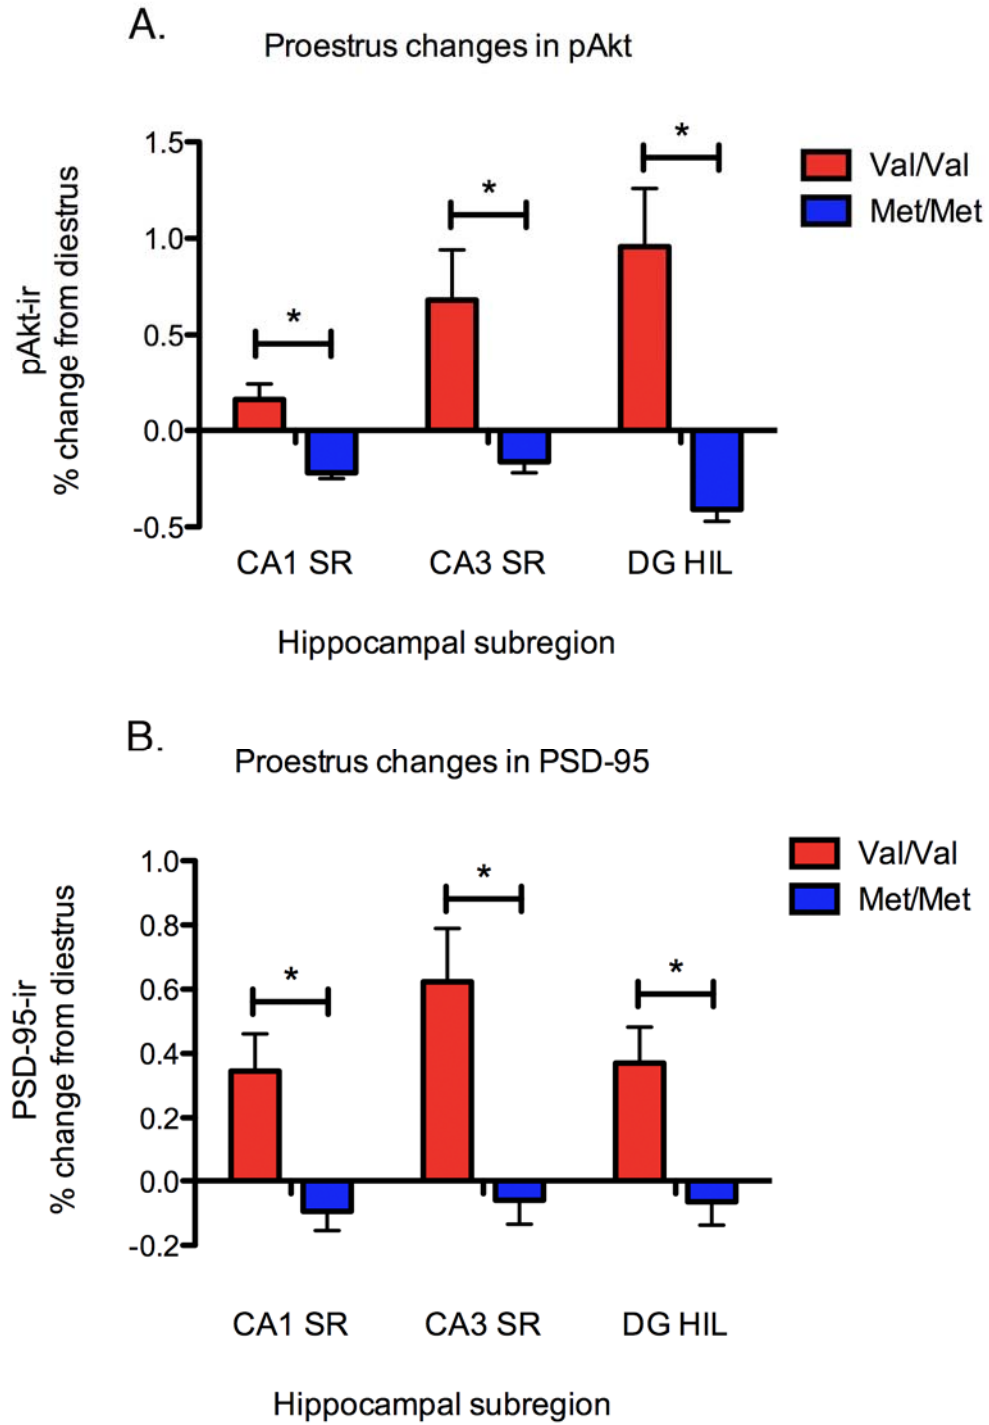 A.
Proestrus changes in pAkt
pAkt-ir
% change from diestrus
1.5
1.0
0.5
0.0
-0.5
*
*
*
Val/Val
Met/Met
CA1 SR
CA3 SR
DG HIL
Hippocampal subregion
B.
Proestrus changes in PSD-95
PSD-95-ir
% change from diestrus
1.0
0.8
0.6
0.4
0.2
0.0
-0.2
*
*
*
Val/Val
Met/Met
CA1 SR
CA3 SR
DG HIL
Hippocampal subregion